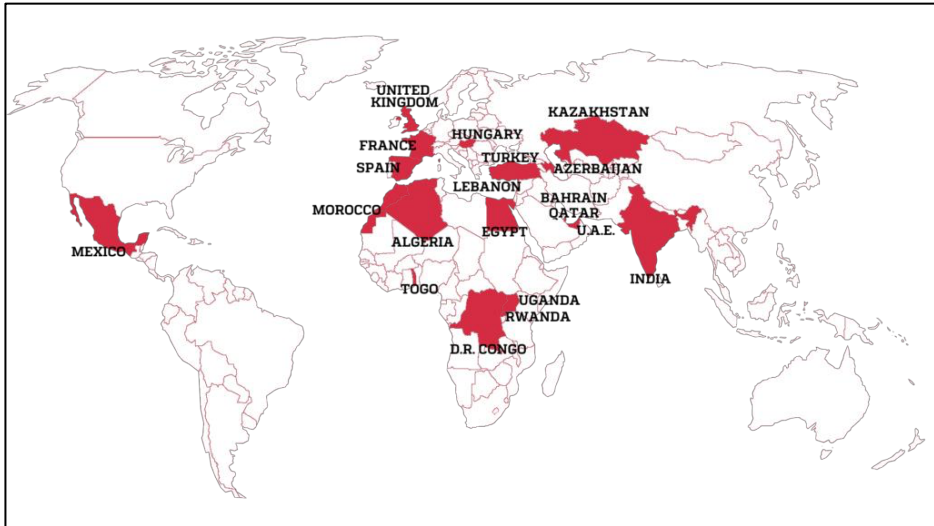 UNITED
KINGDOM
KAZAKHSTAN
HUNGARY
FRANCE
TURKEY
SPAIN
AZERBAIJAN
LEBANON
BAHRAIN
MOROCCO
QATAR
U.A.E.
ALGERIA
EGYPT
MEXICO
INDIA
TOGO
UGANDA
RWANDA
D.R. CONGO